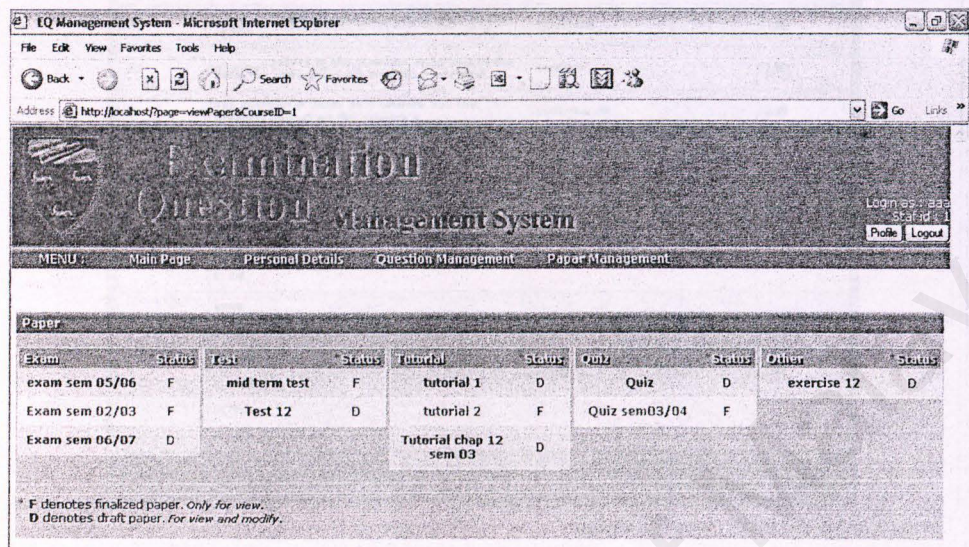 EQ Management System - Microsoft Internet Explorer
File Edit View Favorites Tools Help
Back Search Favorites
Address http://localhost/?page=viewPaper&CourseID=1 Go Links »
Examination
Question Management System
Login as : aaa
Staf id : 1
Profile Logout
MENU : Main Page Personal Details Question Management Papar Management
Paper
Exam Status Test *Status Tutorial Status Quiz Status Other *Status
exam sem 05/06 F mid term test F tutorial 1 D Quiz D exercise 12 D
Exam sem 02/03 F Test 12 D tutorial 2 F Quiz sem03/04 F
Exam sem 06/07 D Tutorial chap 12
sem 03 D
* F denotes finalized paper. Only for view.
D denotes draft paper. For view and modify.